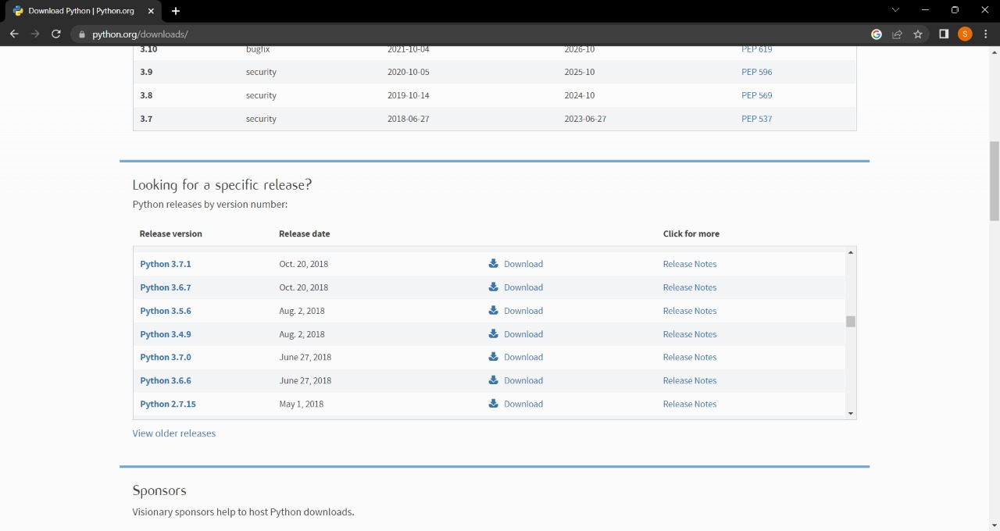 Download Python | Python.org
python.org/downloads/
S
3.10 bugfix 2021-10-04 2026-10 PEP 619
3.9 security 2020-10-05 2025-10 PEP 596
3.8 security 2019-10-14 2024-10 PEP 569
3.7 security 2018-06-27 2023-06-27 PEP 537
Looking for a specific release?
Python releases by version number:
Release version Release date Click for more
Python 3.7.1 Oct. 20, 2018 Download Release Notes
Python 3.6.7 Oct. 20, 2018 Download Release Notes
Python 3.5.6 Aug. 2, 2018 Download Release Notes
Python 3.4.9 Aug. 2, 2018 Download Release Notes
Python 3.7.0 June 27, 2018 Download Release Notes
Python 3.6.6 June 27, 2018 Download Release Notes
Python 2.7.15 May 1, 2018 Download Release Notes
View older releases
Sponsors
Visionary sponsors help to host Python downloads.